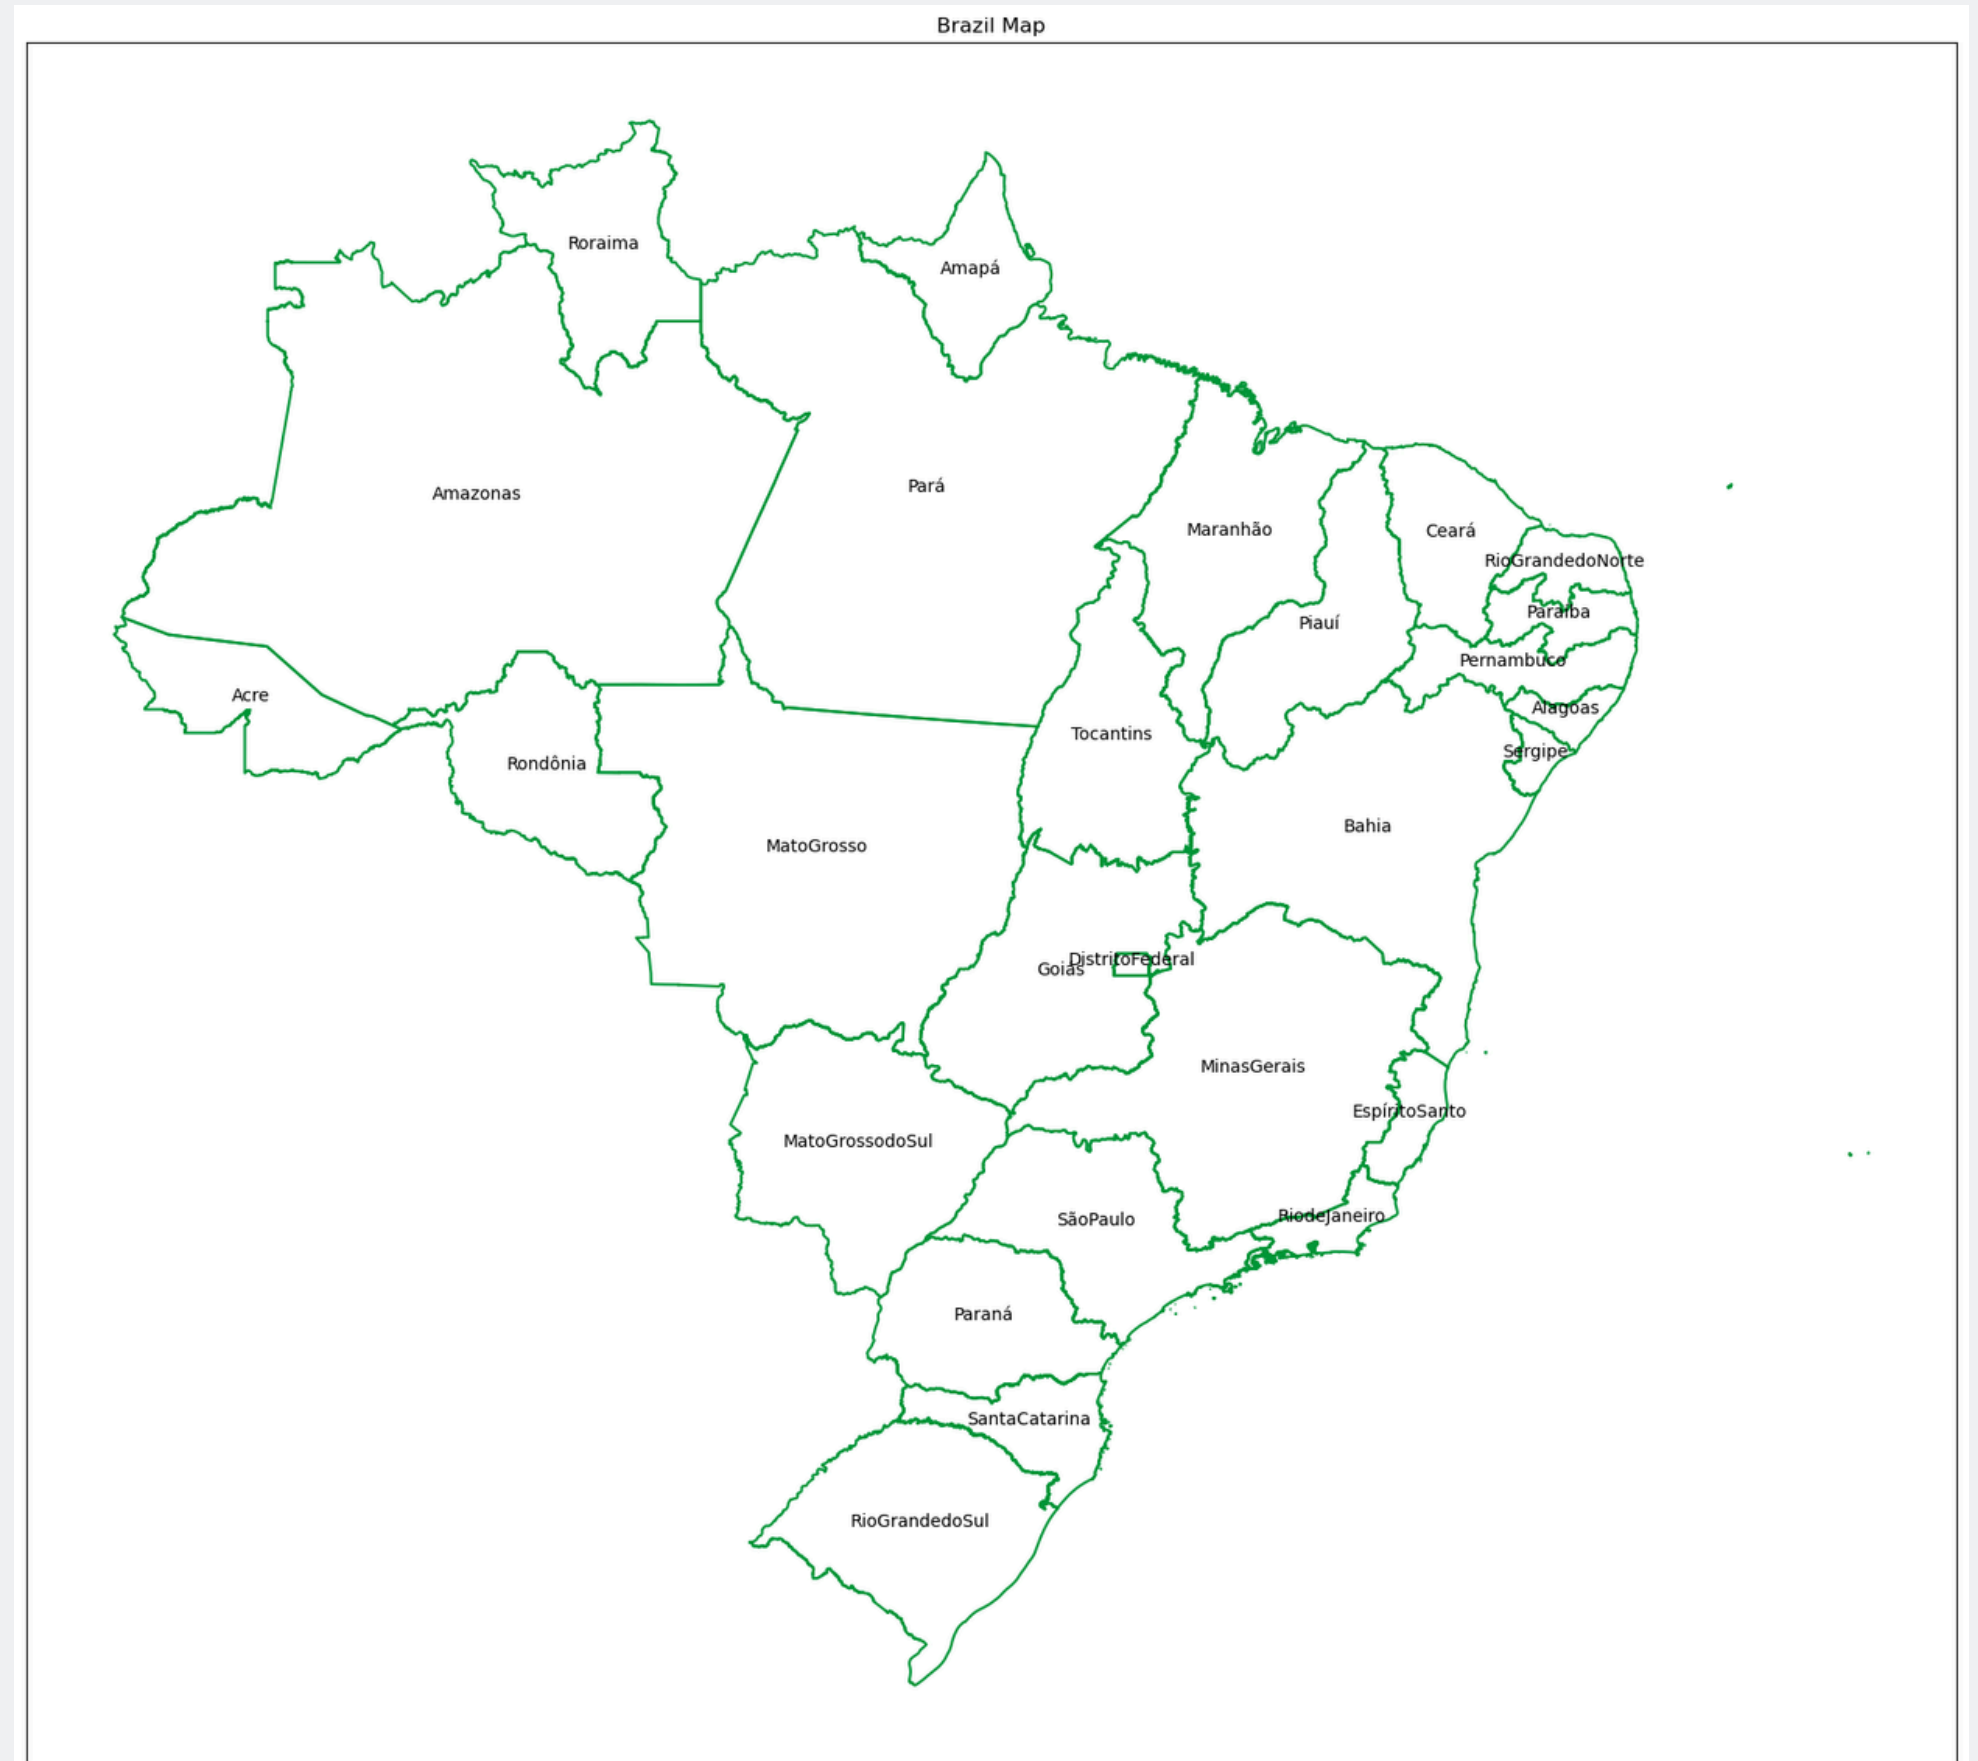 Brazil Map
Roraima
Amapá
Amazonas
Pará
Maranhão
Ceará
RioGrandedoNorte
Paraíba
Piauí
Pernambuco
Acre
Alagoas
Tocantins
Sergipe
Rondônia
Bahia
MatoGrosso
DistritoFederal
Goiás
MinasGerais
EspíritoSanto
MatoGrossodoSul
RiodeJaneiro
SãoPaulo
Paraná
SantaCatarina
RioGrandedoSul